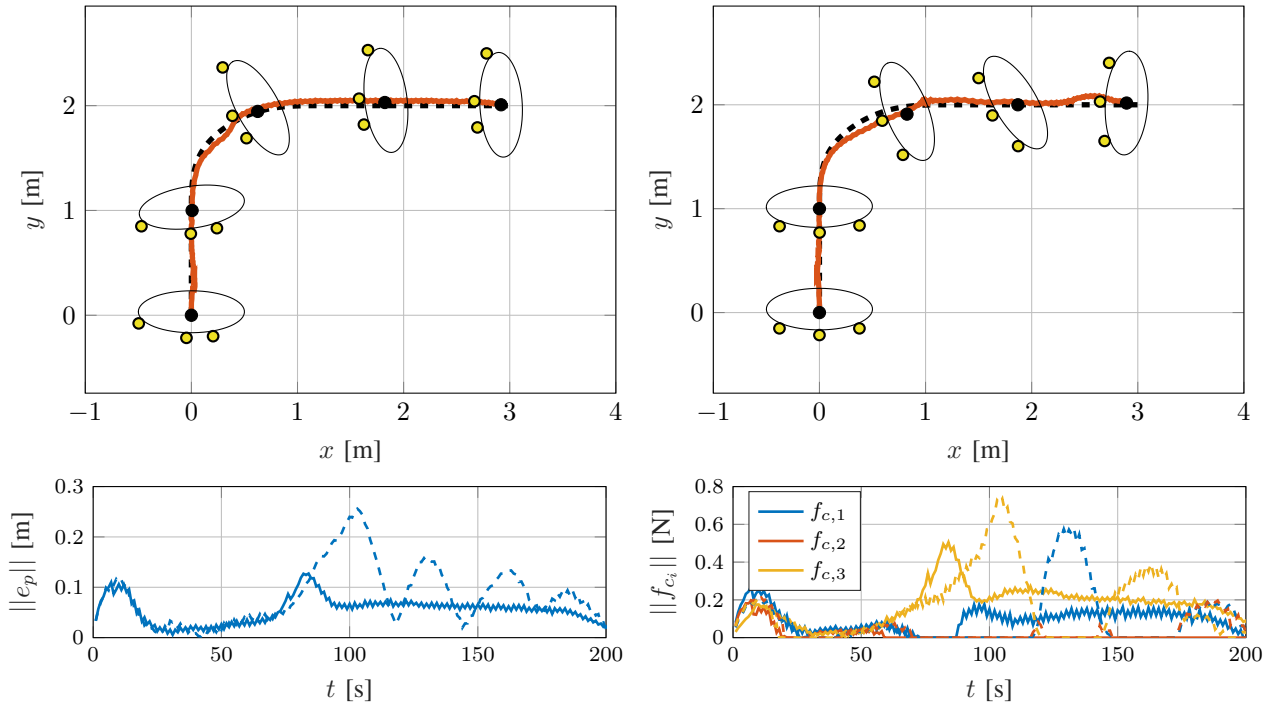 2
1
0
y [m]
−1 0 1 2 3 4
x [m]
2
1
0
y [m]
−1 0 1 2 3 4
x [m]
0.3
0.2
0.1
0
||e_p|| [m]
0 50 100 150 200
t [s]
0.8
0.6
0.4
0.2
0
||f_{c_i}|| [N]
f_{c,1}
f_{c,2}
f_{c,3}
0 50 100 150 200
t [s]